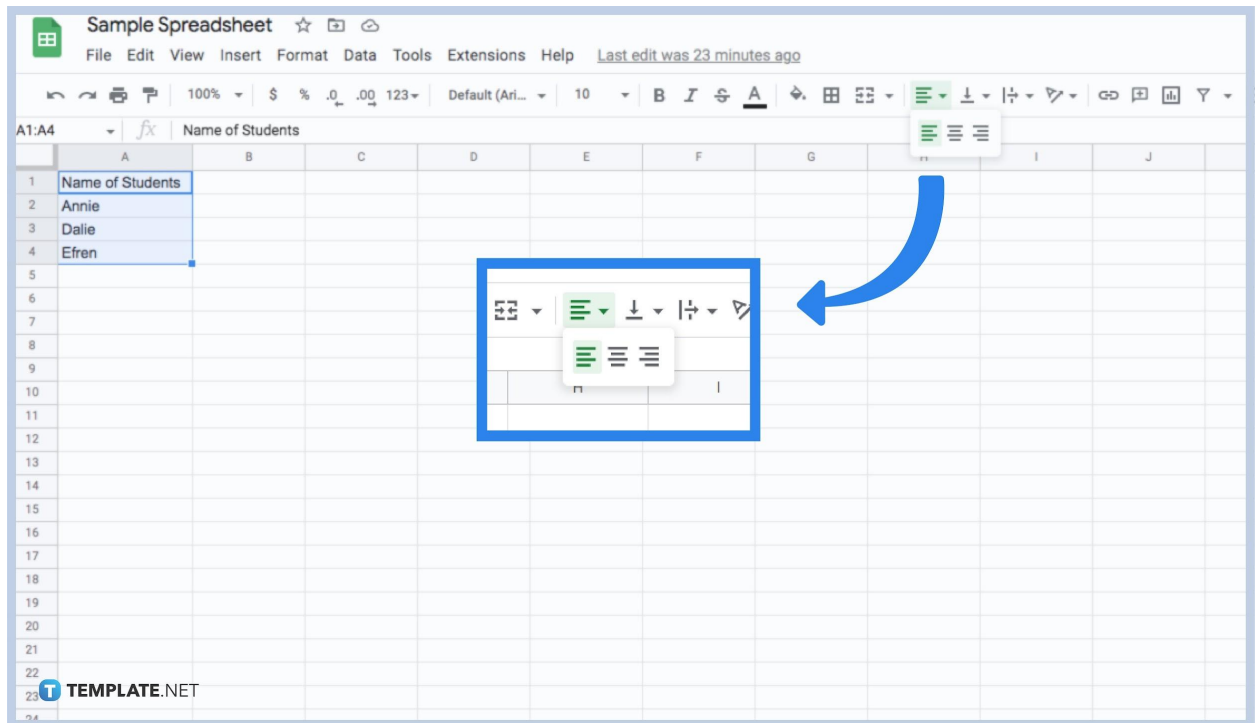 Sample Spreadsheet
File Edit View Insert Format Data Tools Extensions Help Last edit was 23 minutes ago
100% $ % .0 .00 123 Default (Ari... 10 B I S A
A1:A4 fx Name of Students
A B C D E F G H I J
1 Name of Students
2 Annie
3 Dalie
4 Efren
5
6
7
8
9
10
H I
11
12
13
14
15
16
17
18
19
20
21
22
23
TEMPLATE.NET
24